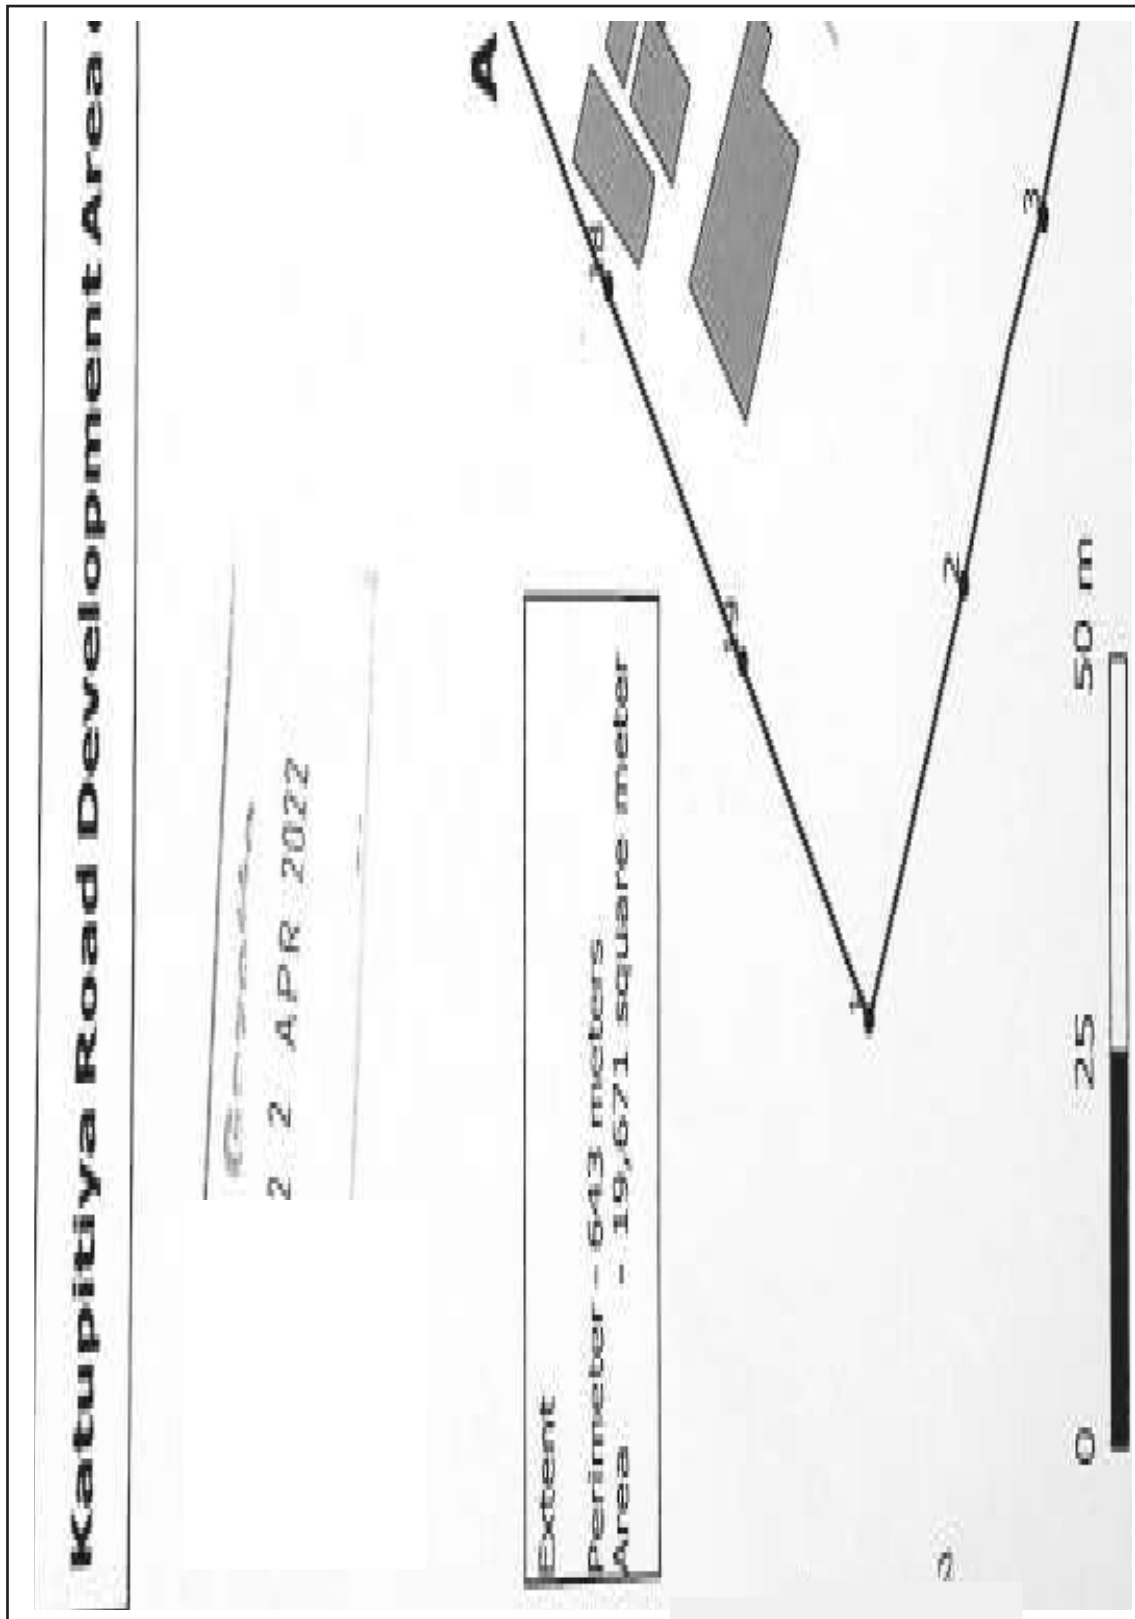 Katupitiya Road Development Area
2 2 APR 2022
Extent
Perimeter - 643 meters
Area - 19,671 square meter
A
1
2
3
0 25 50 m